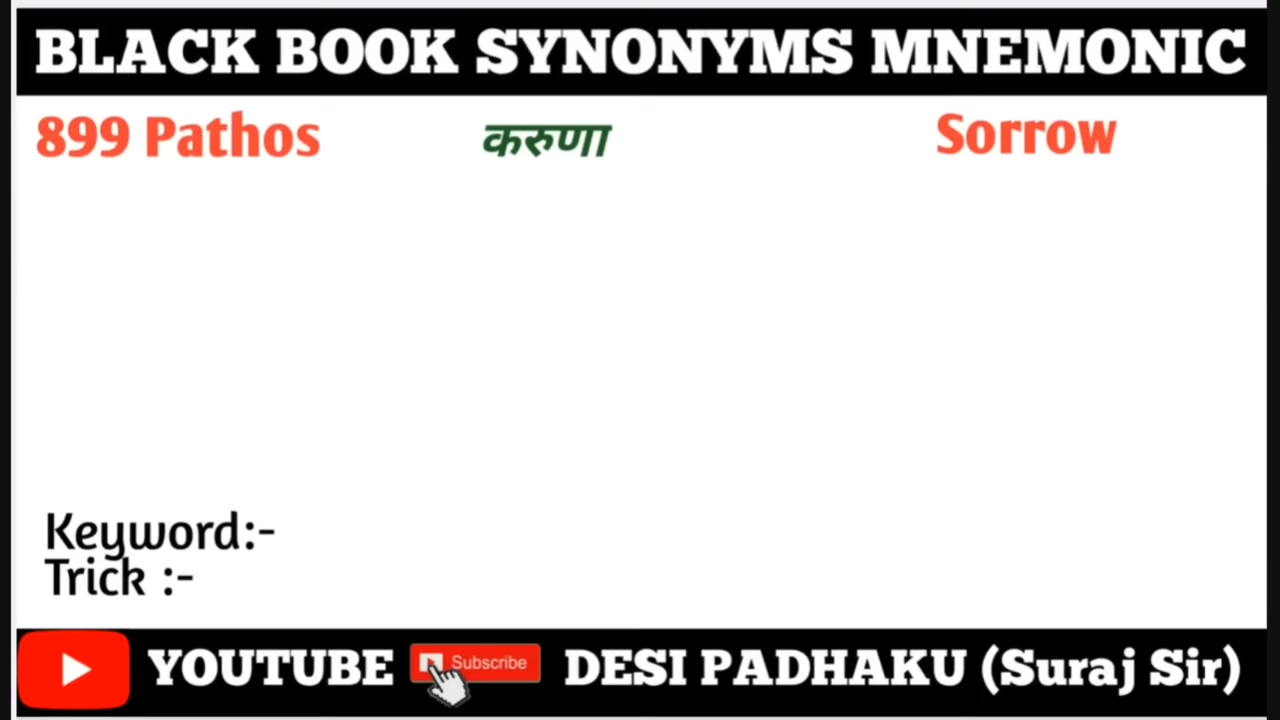 BLACK BOOK SYNONYMS MNEMONIC
899 Pathos करुणा Sorrow
Keyword:-
Trick :-
YOUTUBE Subscribe DESI PADHAKU (Suraj Sir)